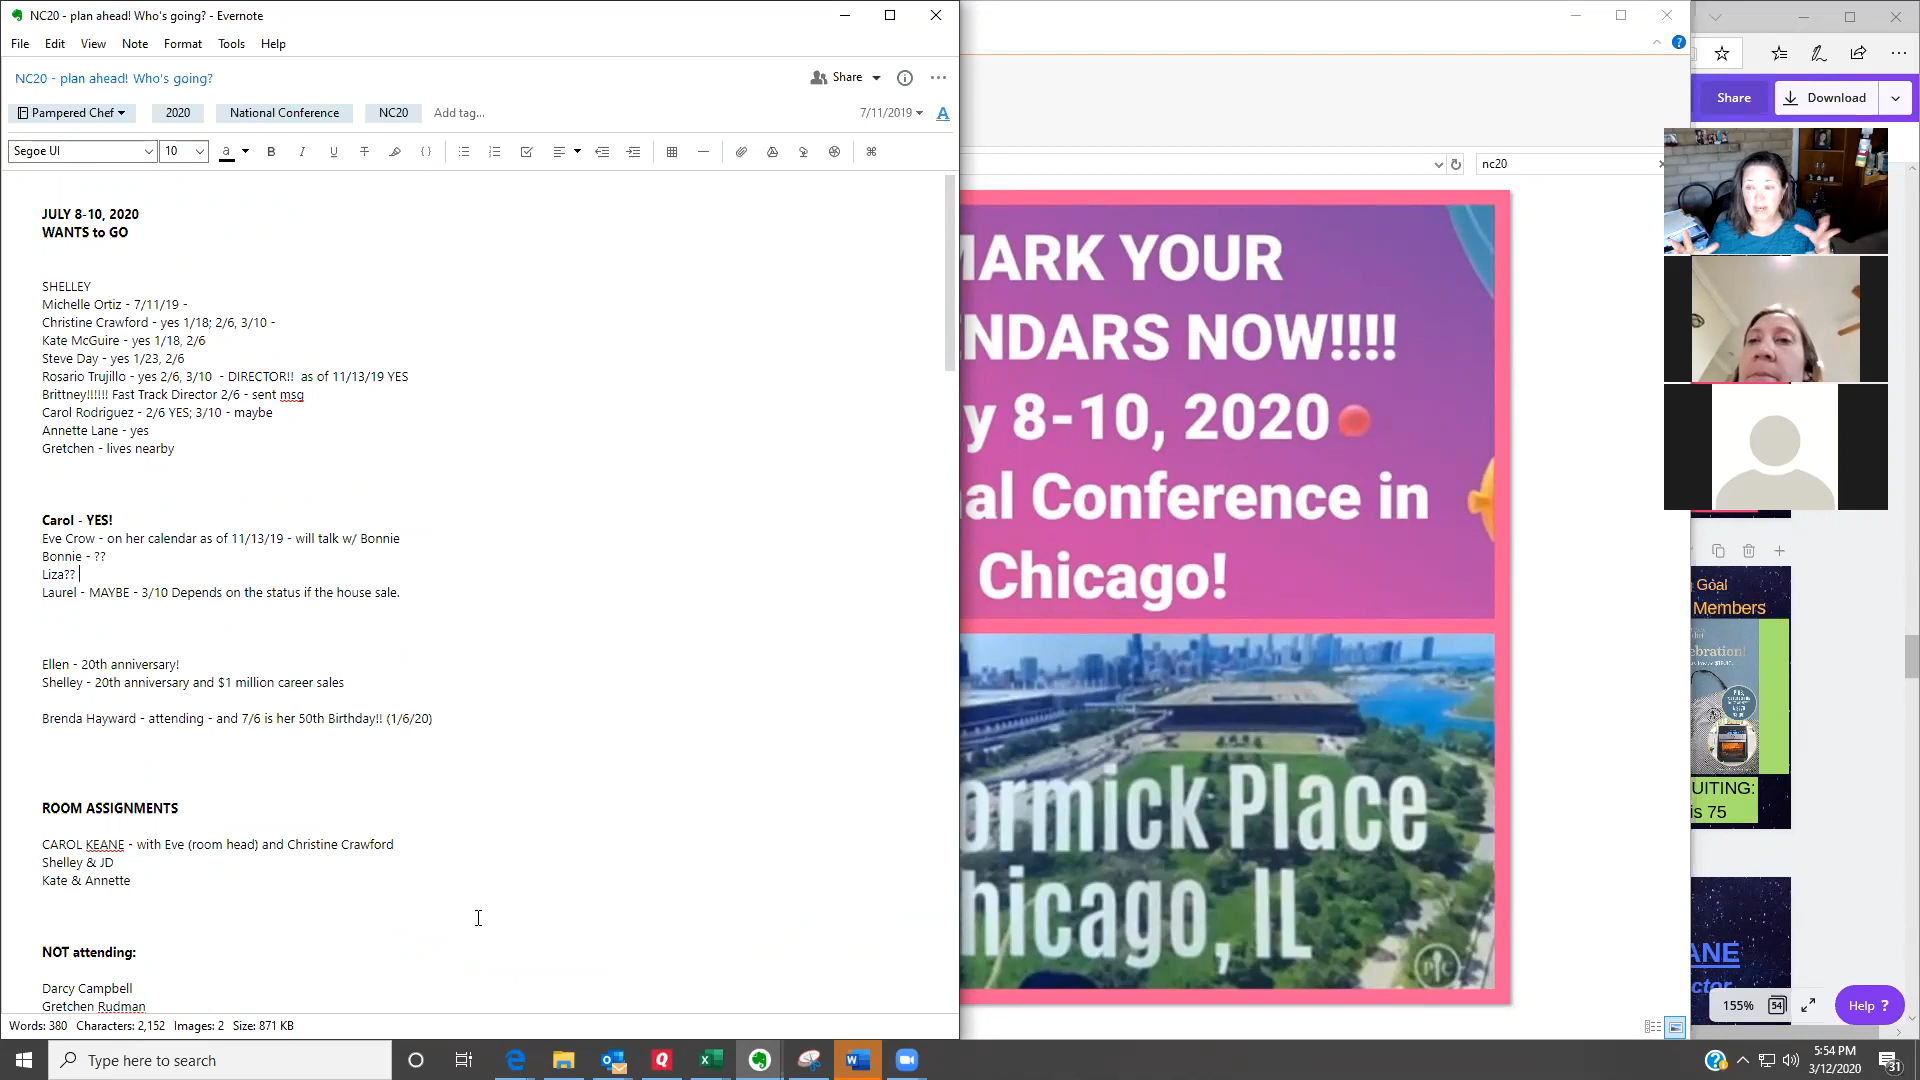 NC20 - plan ahead! Who's going? - Evernote
File Edit View Note Format Tools Help
NC20 - plan ahead! Who's going?
Share
Pampered Chef 2020 National Conference NC20 Add tag...
7/11/2019
Segoe UI 10
JULY 8-10, 2020
WANTS to GO
SHELLEY
Michelle Ortiz - 7/11/19 -
Christine Crawford - yes 1/18; 2/6, 3/10 -
Kate McGuire - yes 1/18, 2/6
Steve Day - yes 1/23, 2/6
Rosario Trujillo - yes 2/6, 3/10 - DIRECTOR!! as of 11/13/19 YES
Brittney!!!!!! Fast Track Director 2/6 - sent msg
Carol Rodriguez - 2/6 YES; 3/10 - maybe
Annette Lane - yes
Gretchen - lives nearby
Carol - YES!
Eve Crow - on her calendar as of 11/13/19 - will talk w/ Bonnie
Bonnie - ??
Liza??
Laurel - MAYBE - 3/10 Depends on the status if the house sale.
Ellen - 20th anniversary!
Shelley - 20th anniversary and $1 million career sales
Brenda Hayward - attending - and 7/6 is her 50th Birthday!! (1/6/20)
ROOM ASSIGNMENTS
CAROL KEANE - with Eve (room head) and Christine Crawford
Shelley & JD
Kate & Annette
NOT attending:
Darcy Campbell
Gretchen Rudman
Words: 380 Characters: 2,152 Images: 2 Size: 871 KB
nc20
MARK YOUR
ENDARS NOW!!!!
y 8-10, 2020
al Conference in
Chicago!
ormick Place
hicago, IL
Share Download
Goal
Members
ebration!
UITING:
is 75
ANE
ctor
155% 54
Help ?
Type here to search
5:54 PM
3/12/2020
31